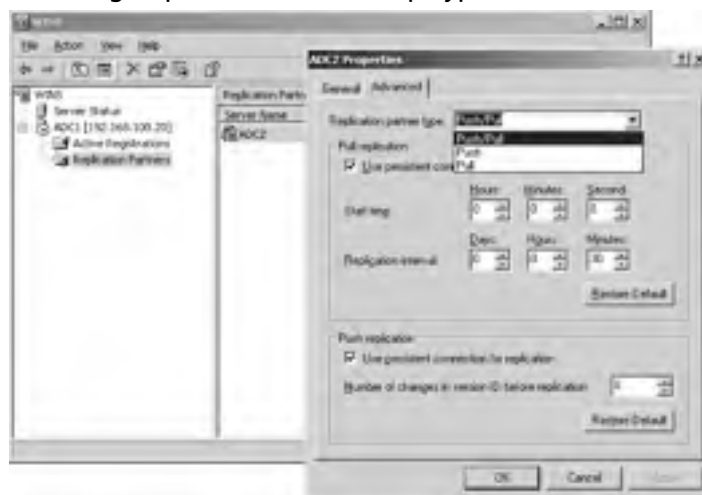 WINS
File Action View Help
WINS
Server Status
ADC1 [192.168.100.20]
Active Registrations
Replication Partners
Replication Partn
Server Name
ADC2
ADC2 Properties
General Advanced
Replication partner type: Push/Pull
Push/Pull
Push
Pull
Pull replication
Use persistent con
Hours: Minutes: Second
Start time: 0 0 0
Days: Hours: Minutes:
Replication interval: 0 0 30
Restore Default
Push replication
Use persistent connection for replication
Number of changes in version ID before replication: 0
Restore Default
OK Cancel